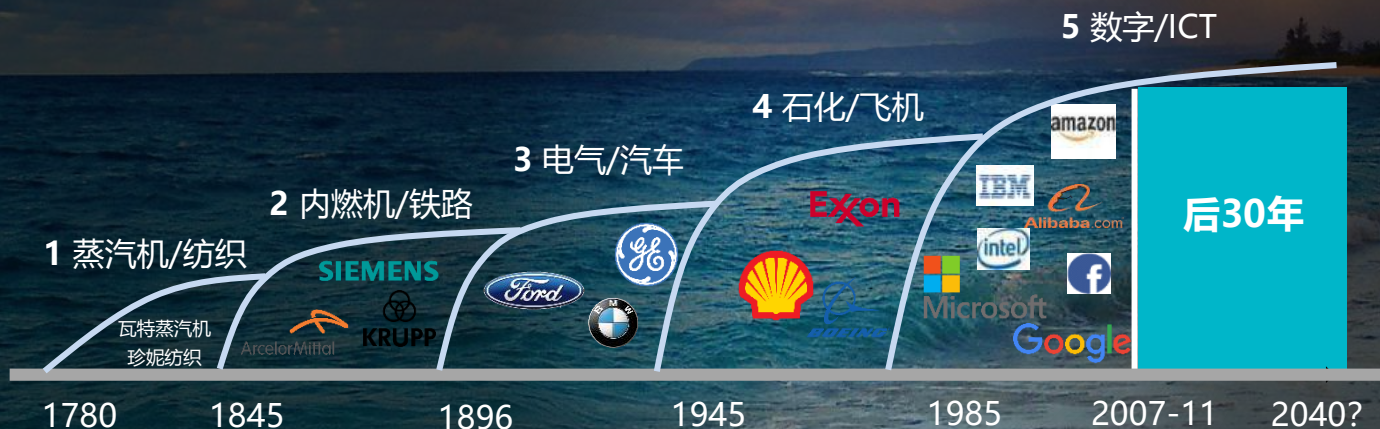 5 数字/ICT
4 石化/飞机
3 电气/汽车
2 内燃机/铁路
1 蒸汽机/纺织
amazon
IBM
Alibaba.com
intel
Microsoft
Google
f
后30年
Exxon
BOEING
GE
Ford
BMW
SIEMENS
ArcelorMittal
KRUPP
瓦特蒸汽机
珍妮纺织
1780
1845
1896
1945
1985
2007-11
2040?